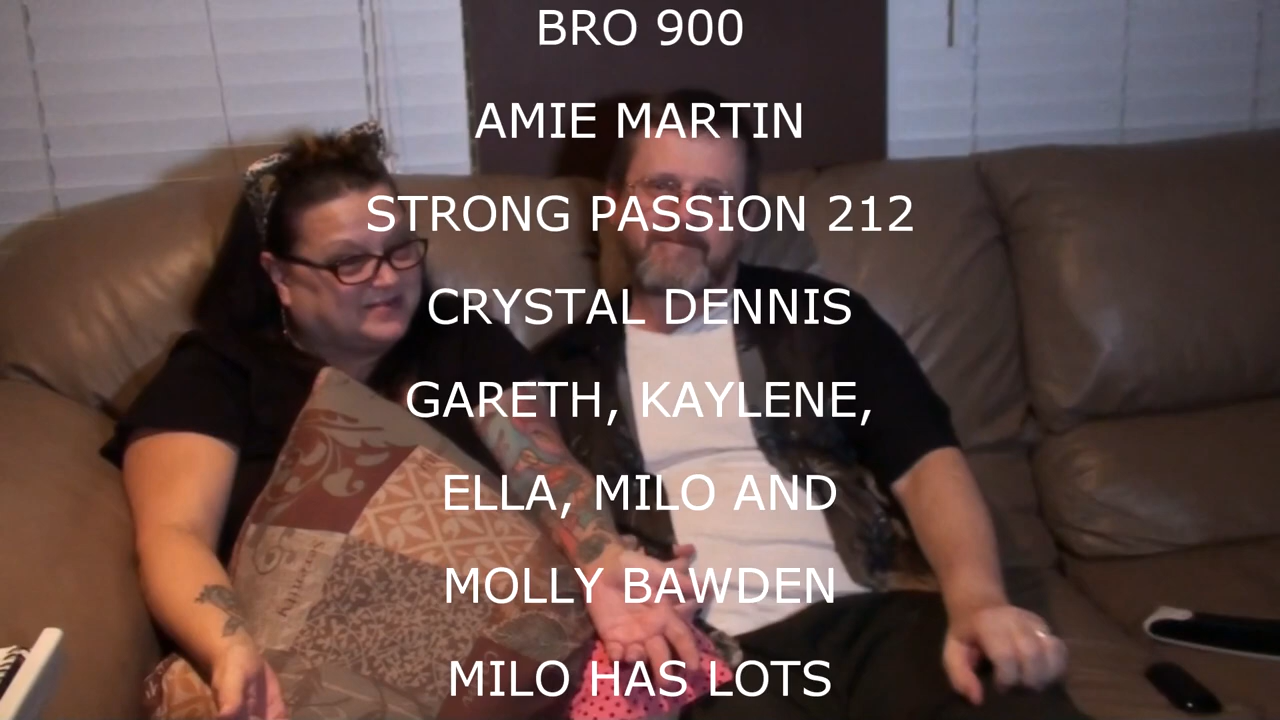 BRO 900
AMIE MARTIN
STRONG PASSION 212
CRYSTAL DENNIS
GARETH, KAYLENE,
ELLA, MILO AND
MOLLY BAWDEN
MILO HAS LOTS